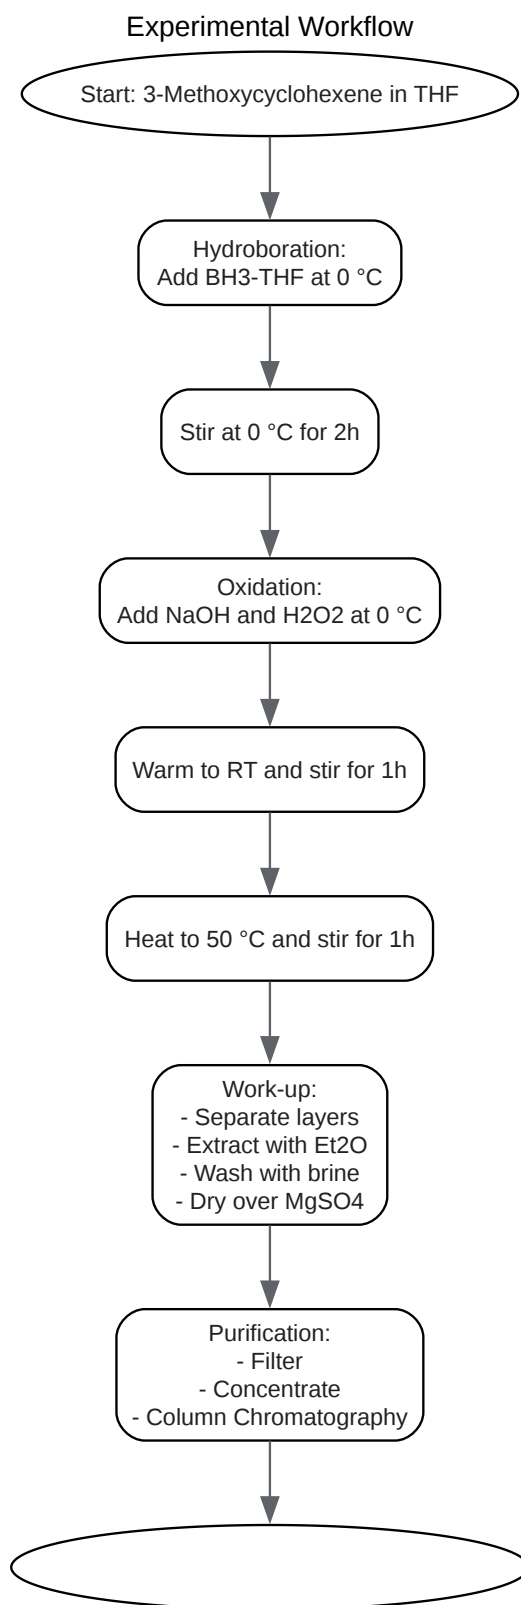 Experimental Workflow
Start: 3-Methoxycyclohexene in THF
Hydroboration:
Add BH3-THF at 0 °C
Stir at 0 °C for 2h
Oxidation:
Add NaOH and H2O2 at 0 °C
Warm to RT and stir for 1h
Heat to 50 °C and stir for 1h
Work-up:
- Separate layers
- Extract with Et2O
- Wash with brine
- Dry over MgSO4
Purification:
- Filter
- Concentrate
- Column Chromatography